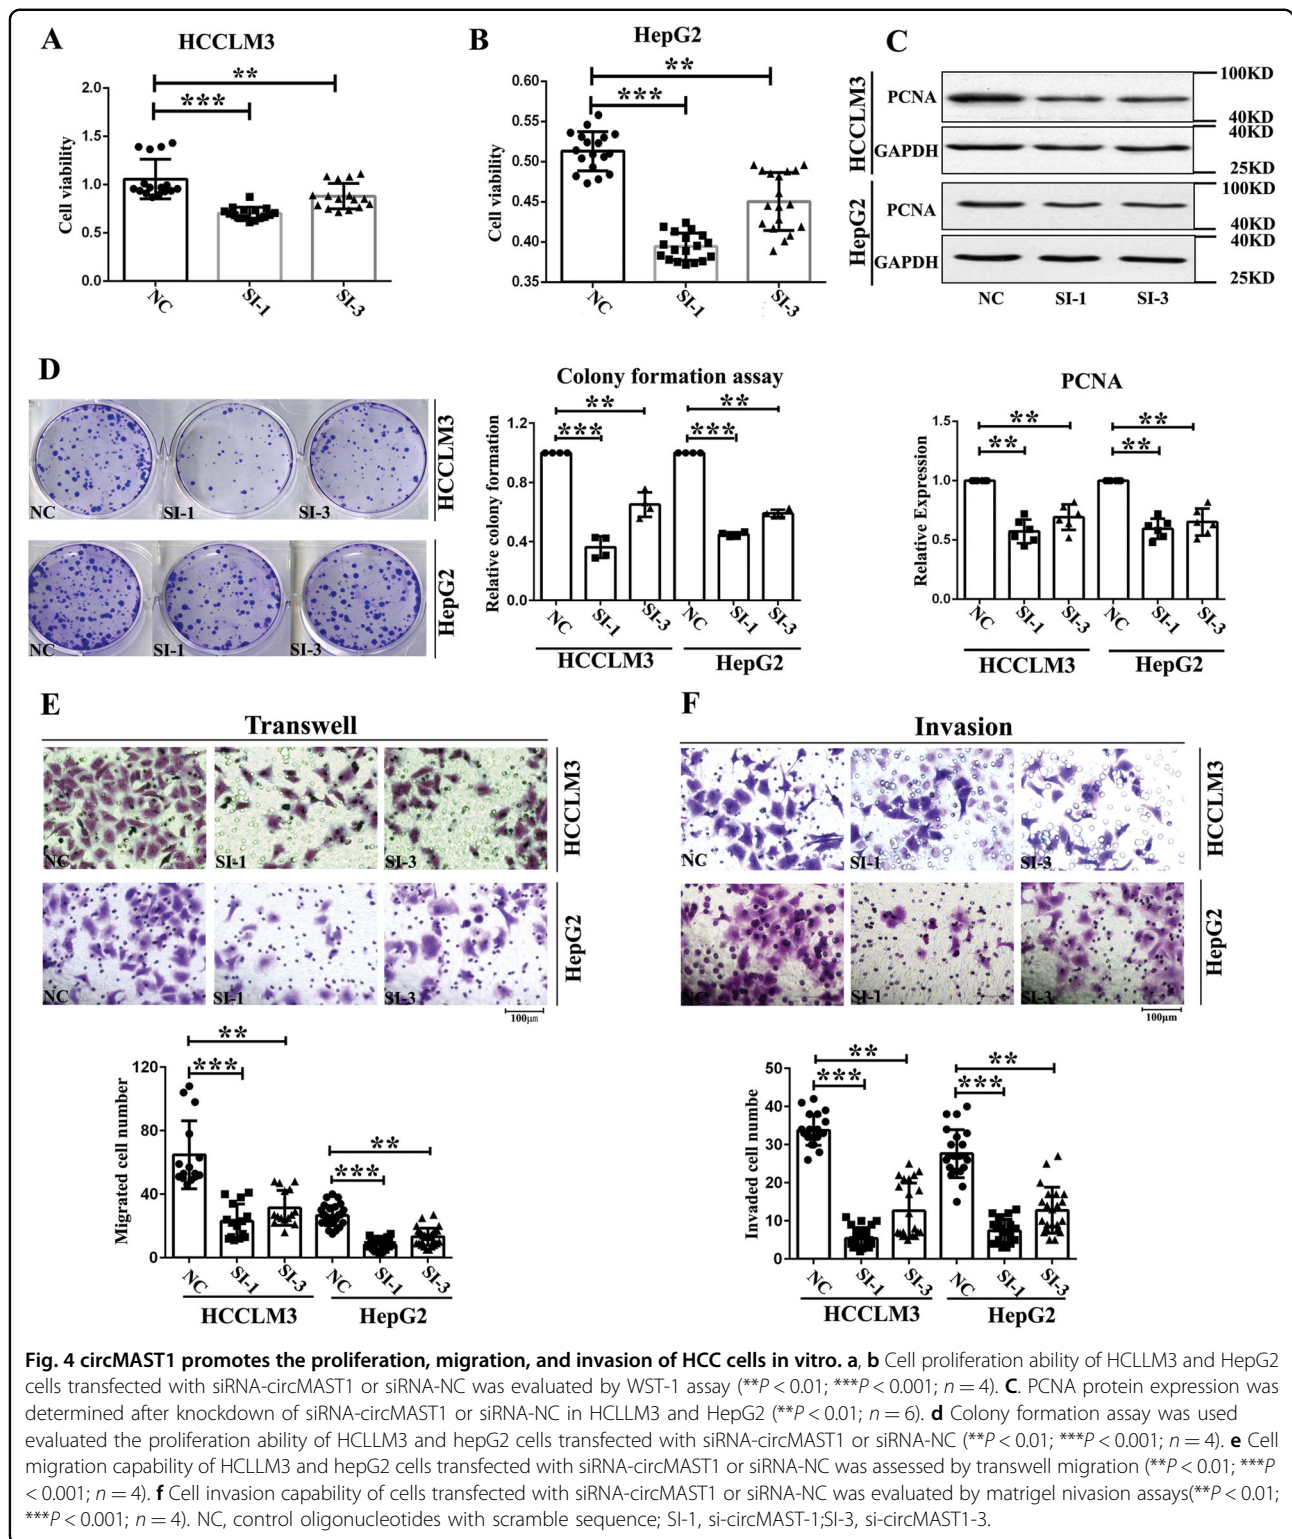 A
HCCLM3
**
***
2.0
1.5
1.0
0.5
0.0
Cell viability
NC
SI-1
SI-3
B
HepG2
**
***
0.60
0.55
0.50
0.45
0.40
0.35
Cell viability
NC
SI-1
SI-3
C
HCCLM3
PCNA
100KD
40KD
GAPDH
40KD
25KD
HepG2
PCNA
100KD
40KD
GAPDH
40KD
25KD
NC
SI-1
SI-3
D
NC
SI-1
SI-3
HCCLM3
NC
SI-1
SI-3
HepG2
Colony formation assay
**
**
***
***
1.2
0.8
0.4
0.0
Relative colony formation
NC
SI-1
SI-3
NC
SI-1
SI-3
HCCLM3
HepG2
PCNA
**
**
**
**
1.5
1.0
0.5
0.0
Relative Expression
NC
SI-1
SI-3
NC
SI-1
SI-3
HCCLM3
HepG2
E
Transwell
NC
SI-1
SI-3
HCCLM3
NC
SI-1
SI-3
HepG2
100μm
**
***
**
***
120
80
40
0
Migrated cell number
NC
SI-1
SI-3
NC
SI-1
SI-3
HCCLM3
HepG2
F
Invasion
NC
SI-1
SI-3
HCCLM3
NC
SI-1
SI-3
HepG2
100μm
**
**
***
***
50
40
30
20
10
0
Invaded cell numbe
NC
SI-1
SI-3
NC
SI-1
SI-3
HCCLM3
HepG2
Fig. 4 circMAST1 promotes the proliferation, migration, and invasion of HCC cells in vitro. a, b Cell proliferation ability of HCLLM3 and HepG2
cells transfected with siRNA-circMAST1 or siRNA-NC was evaluated by WST-1 assay (**P < 0.01; ***P < 0.001; n = 4). C. PCNA protein expression was
determined after knockdown of siRNA-circMAST1 or siRNA-NC in HCLLM3 and HepG2 (**P < 0.01; n = 6). d Colony formation assay was used
evaluated the proliferation ability of HCLLM3 and hepG2 cells transfected with siRNA-circMAST1 or siRNA-NC (**P < 0.01; ***P < 0.001; n = 4). e Cell
migration capability of HCLLM3 and hepG2 cells transfected with siRNA-circMAST1 or siRNA-NC was assessed by transwell migration (**P < 0.01; ***P
< 0.001; n = 4). f Cell invasion capability of cells transfected with siRNA-circMAST1 or siRNA-NC was evaluated by matrigel nivasion assays(**P < 0.01;
***P < 0.001; n = 4). NC, control oligonucleotides with scramble sequence; SI-1, si-circMAST-1;SI-3, si-circMAST1-3.